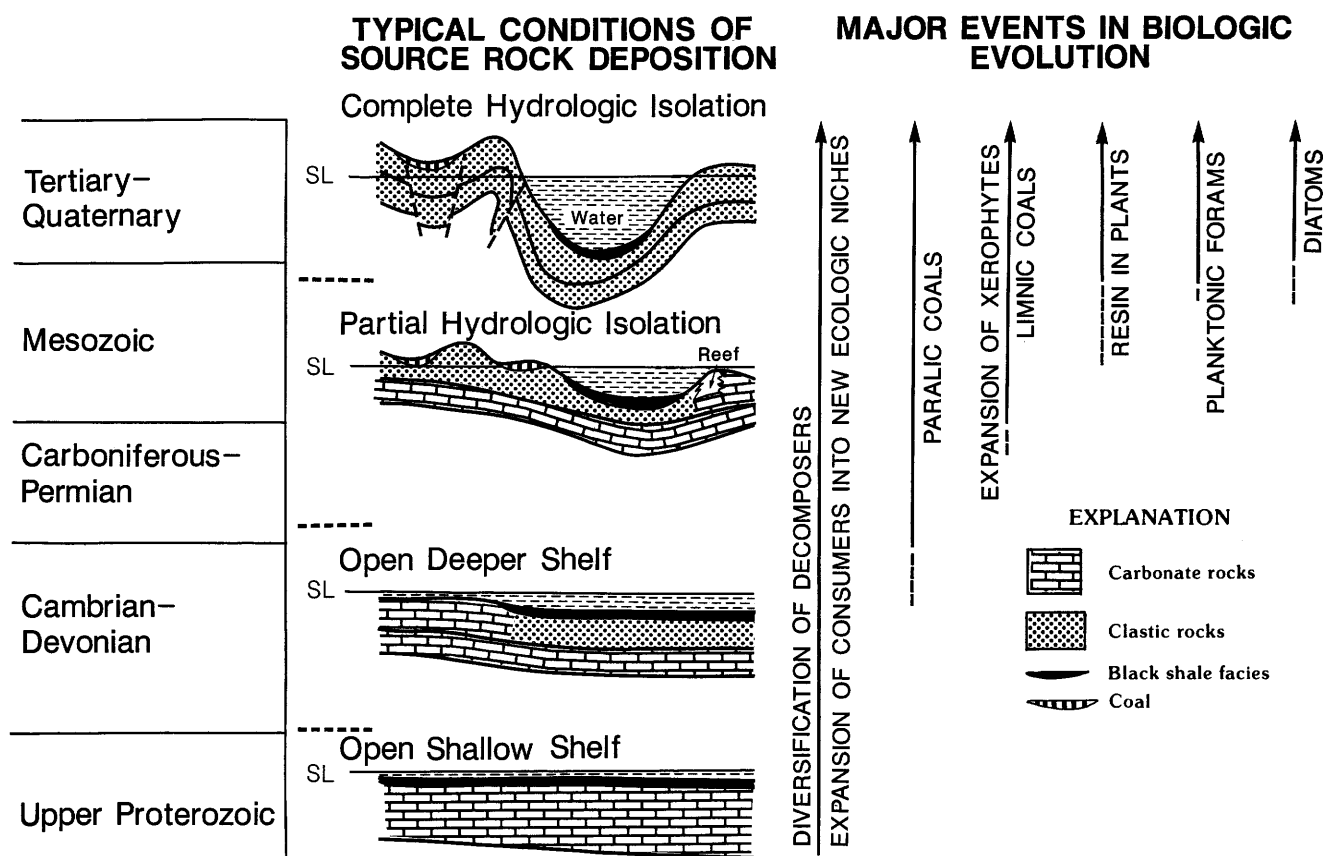 TYPICAL CONDITIONS OF
SOURCE ROCK DEPOSITION
MAJOR EVENTS IN BIOLOGIC
EVOLUTION
Complete Hydrologic Isolation
Tertiary–
Quaternary
SL
Water
Mesozoic
Partial Hydrologic Isolation
SL
Reef
Carboniferous–
Permian
Open Deeper Shelf
SL
Cambrian–
Devonian
Open Shallow Shelf
SL
Upper Proterozoic
DIVERSIFICATION OF DECOMPOSERS
EXPANSION OF CONSUMERS INTO NEW ECOLOGIC NICHES
PARALIC COALS
EXPANSION OF XEROPHYTES
LIMNIC COALS
RESIN IN PLANTS
PLANKTONIC FORAMS
DIATOMS
EXPLANATION
Carbonate rocks
Clastic rocks
Black shale facies
Coal